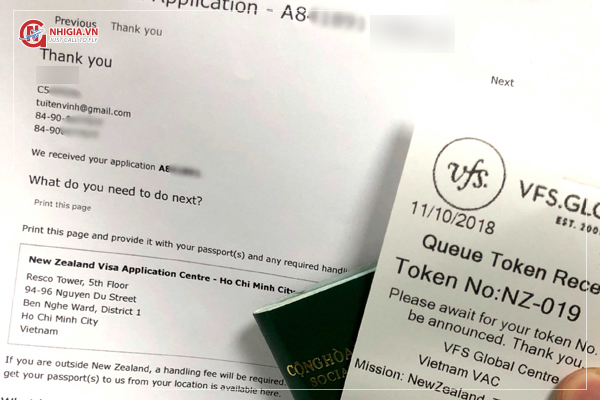 Application - A8
NHIGIA.VN
JUST CALL TO FLY
Previous Thank you
Thank you
Next
C5
tuitenvinh@gmail.com
84-90-
84-90
We received your application A8
What do you need to do next?
Print this page
Print this page and provide it with your passport(s) and any required
New Zealand Visa Application Centre - Ho Chi Minh City
Resco Tower, 5th Floor
94-96 Nguyen Du Street
Ben Nghe Ward, District 1
Ho Chi Minh City
Vietnam
If you are outside New Zealand, a handling fee will be required
get your passport(s) to us from your location is available here.
CỘNG HÒA
SOCIA
vfs.
VFS.GLO
EST. 200
11/10/2018
Queue Token Rece
Token No:NZ-019
Please await for your token No.
be announced. Thank you.
VFS Global Centre
Vietnam VAC
Mission: NewZealand